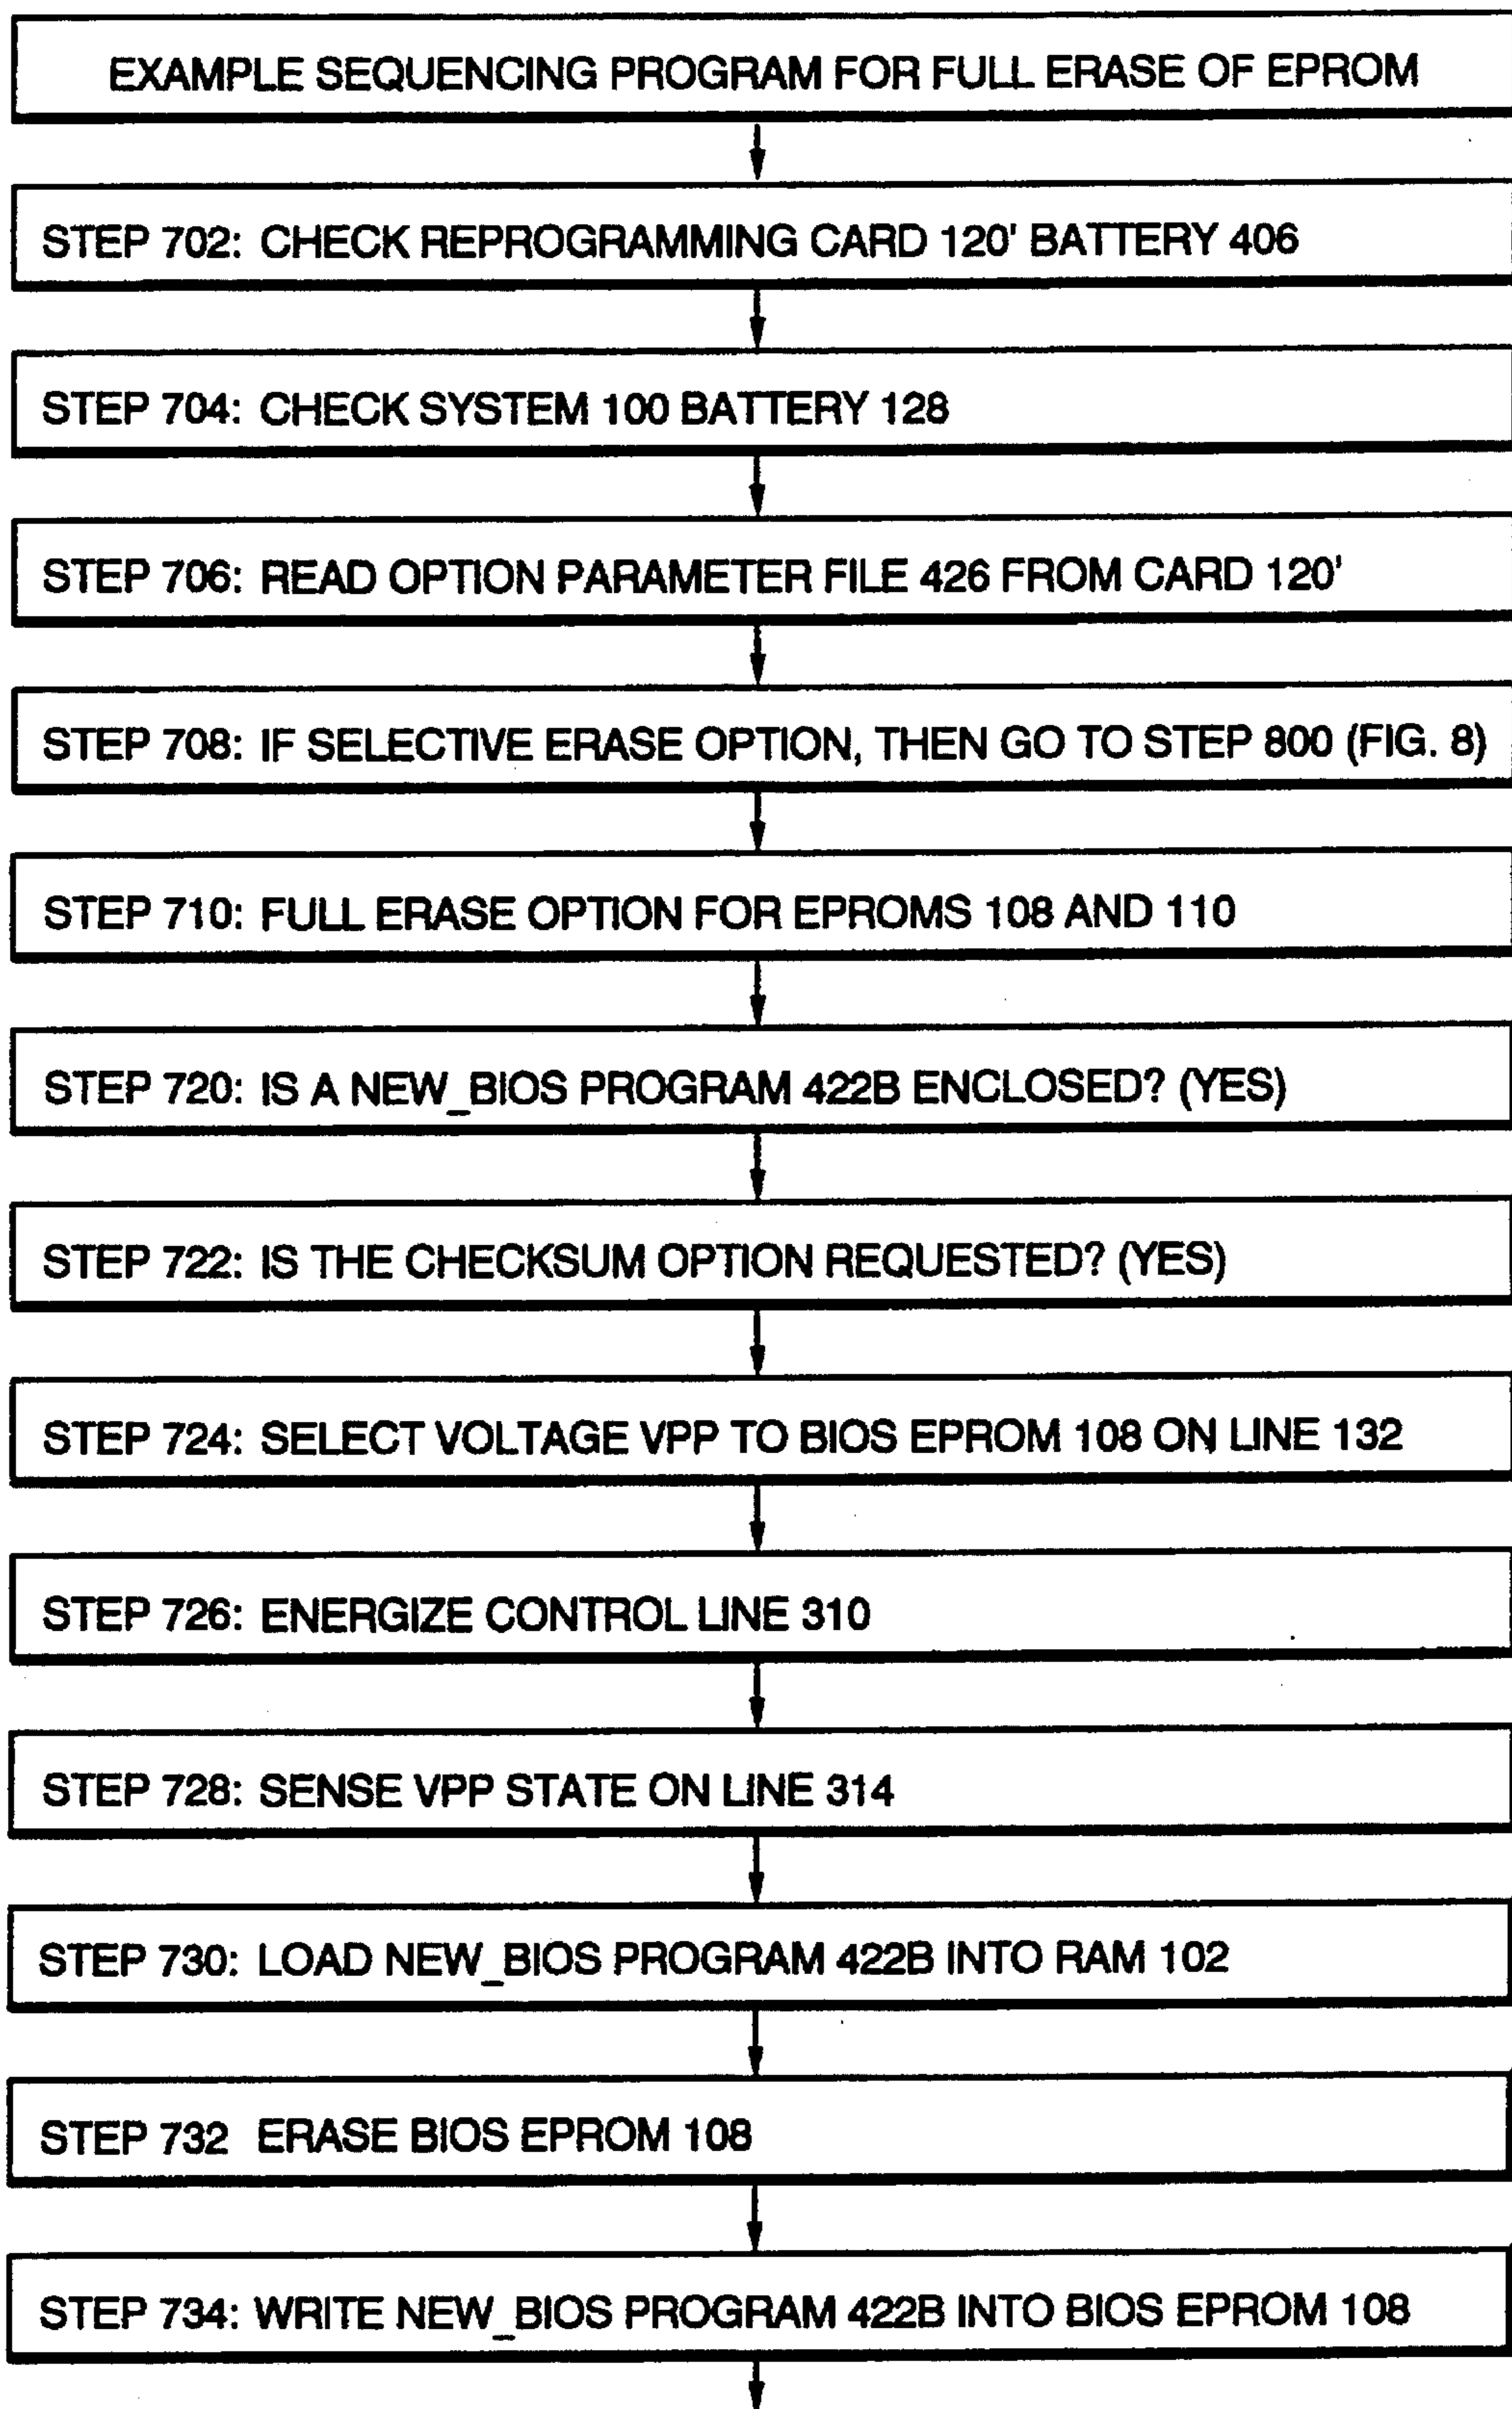 EXAMPLE SEQUENCING PROGRAM FOR FULL ERASE OF EPROM
STEP 702: CHECK REPROGRAMMING CARD 120' BATTERY 406
STEP 704: CHECK SYSTEM 100 BATTERY 128
STEP 706: READ OPTION PARAMETER FILE 426 FROM CARD 120'
STEP 708: IF SELECTIVE ERASE OPTION, THEN GO TO STEP 800 (FIG. 8)
STEP 710: FULL ERASE OPTION FOR EPROMS 108 AND 110
STEP 720: IS A NEW_BIOS PROGRAM 422B ENCLOSED? (YES)
STEP 722: IS THE CHECKSUM OPTION REQUESTED? (YES)
STEP 724: SELECT VOLTAGE VPP TO BIOS EPROM 108 ON LINE 132
STEP 726: ENERGIZE CONTROL LINE 310
STEP 728: SENSE VPP STATE ON LINE 314
STEP 730: LOAD NEW_BIOS PROGRAM 422B INTO RAM 102
STEP 732 ERASE BIOS EPROM 108
STEP 734: WRITE NEW_BIOS PROGRAM 422B INTO BIOS EPROM 108